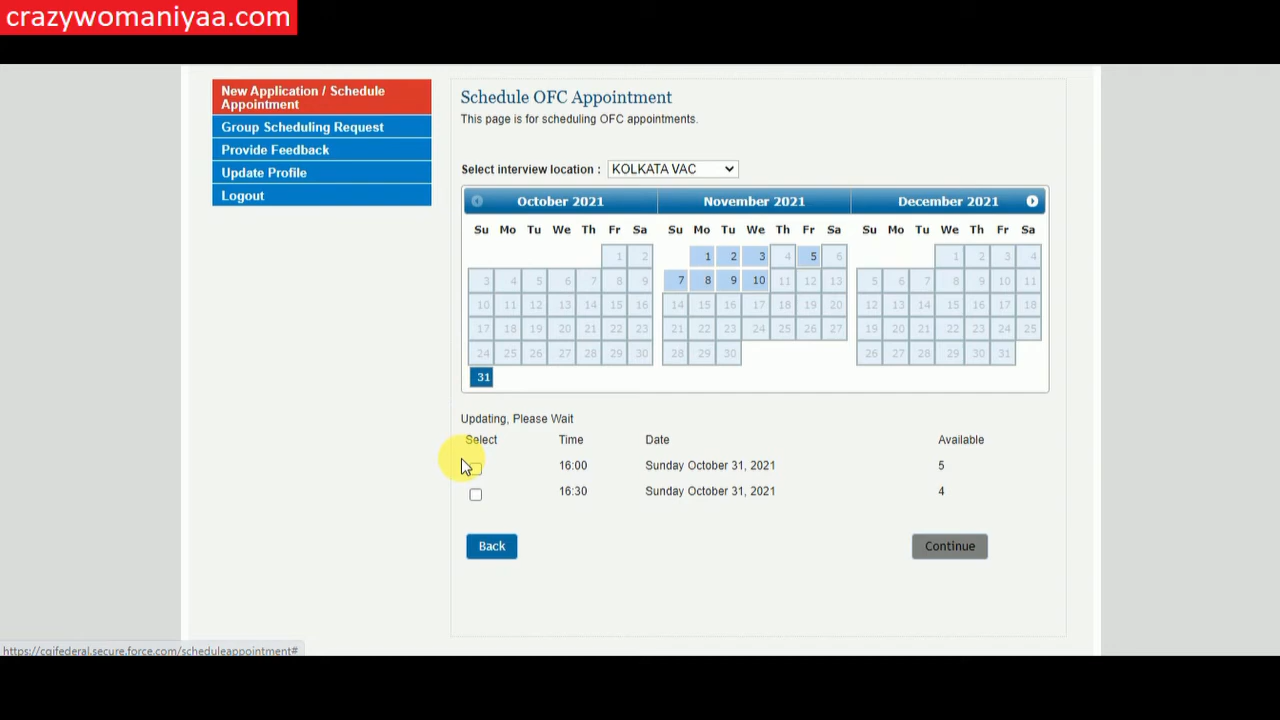 crazywomaniyaa.com
New Application / Schedule
Appointment
Group Scheduling Request
Provide Feedback
Update Profile
Logout
Schedule OFC Appointment
This page is for scheduling OFC appointments.
Select interview location : KOLKATA VAC
October 2021 November 2021 December 2021
Su Mo Tu We Th Fr Sa Su Mo Tu We Th Fr Sa Su Mo Tu We Th Fr Sa
1 2 1 2 3 4 5 6 1 2 3 4
3 4 5 6 7 8 9 7 8 9 10 11 12 13 5 6 7 8 9 10 11
10 11 12 13 14 15 16 14 15 16 17 18 19 20 12 13 14 15 16 17 18
17 18 19 20 21 22 23 21 22 23 24 25 26 27 19 20 21 22 23 24 25
24 25 26 27 28 29 30 28 29 30 26 27 28 29 30 31
31
Updating, Please Wait
Select Time Date Available
16:00 Sunday October 31, 2021 5
16:30 Sunday October 31, 2021 4
Back Continue
https://cgifederal.secure.force.com/scheduleappointment#